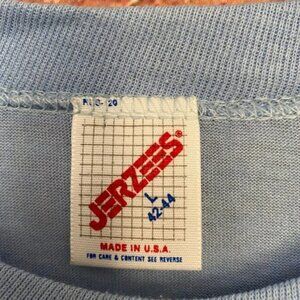 JERZEES®
L
42-44
MADE IN U.S.A.
FOR CARE & CONTENT SEE REVERSE